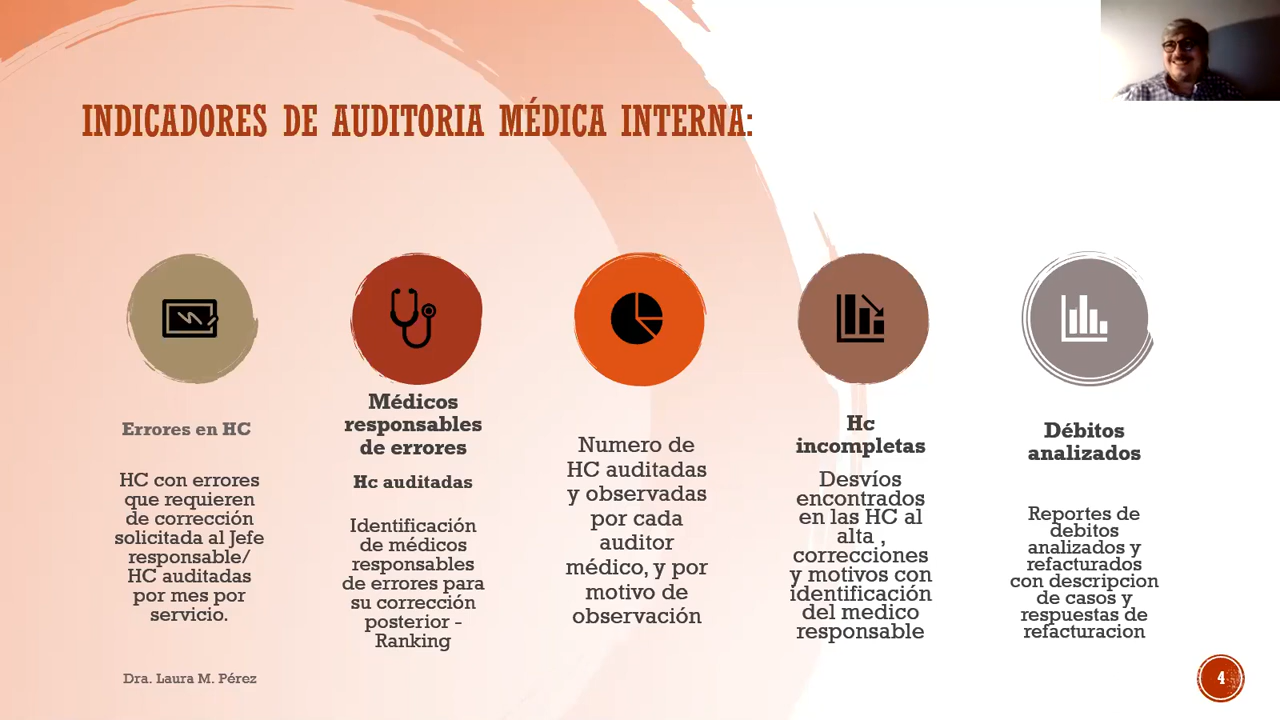 INDICADORES DE AUDITORIA MÉDICA INTERNA:
Errores en HC
HC con errores
que requieren
de corrección
solicitada al Jefe
responsable/
HC auditadas
por mes por
servicio.
Médicos
responsables
de errores
Hc auditadas
Identificación
de médicos
responsables
de errores para
su corrección
posterior -
Ranking
Numero de
HC auditadas
y observadas
por cada
auditor
médico, y por
motivo de
observación
Hc
incompletas
Desvíos
encontrados
en las HC al
alta ,
correcciones
y motivos con
identificación
del medico
responsable
Débitos
analizados
Reportes de
debitos
analizados y
refacturados
con descripcion
de casos y
respuestas de
refacturacion
Dra. Laura M. Pérez
4